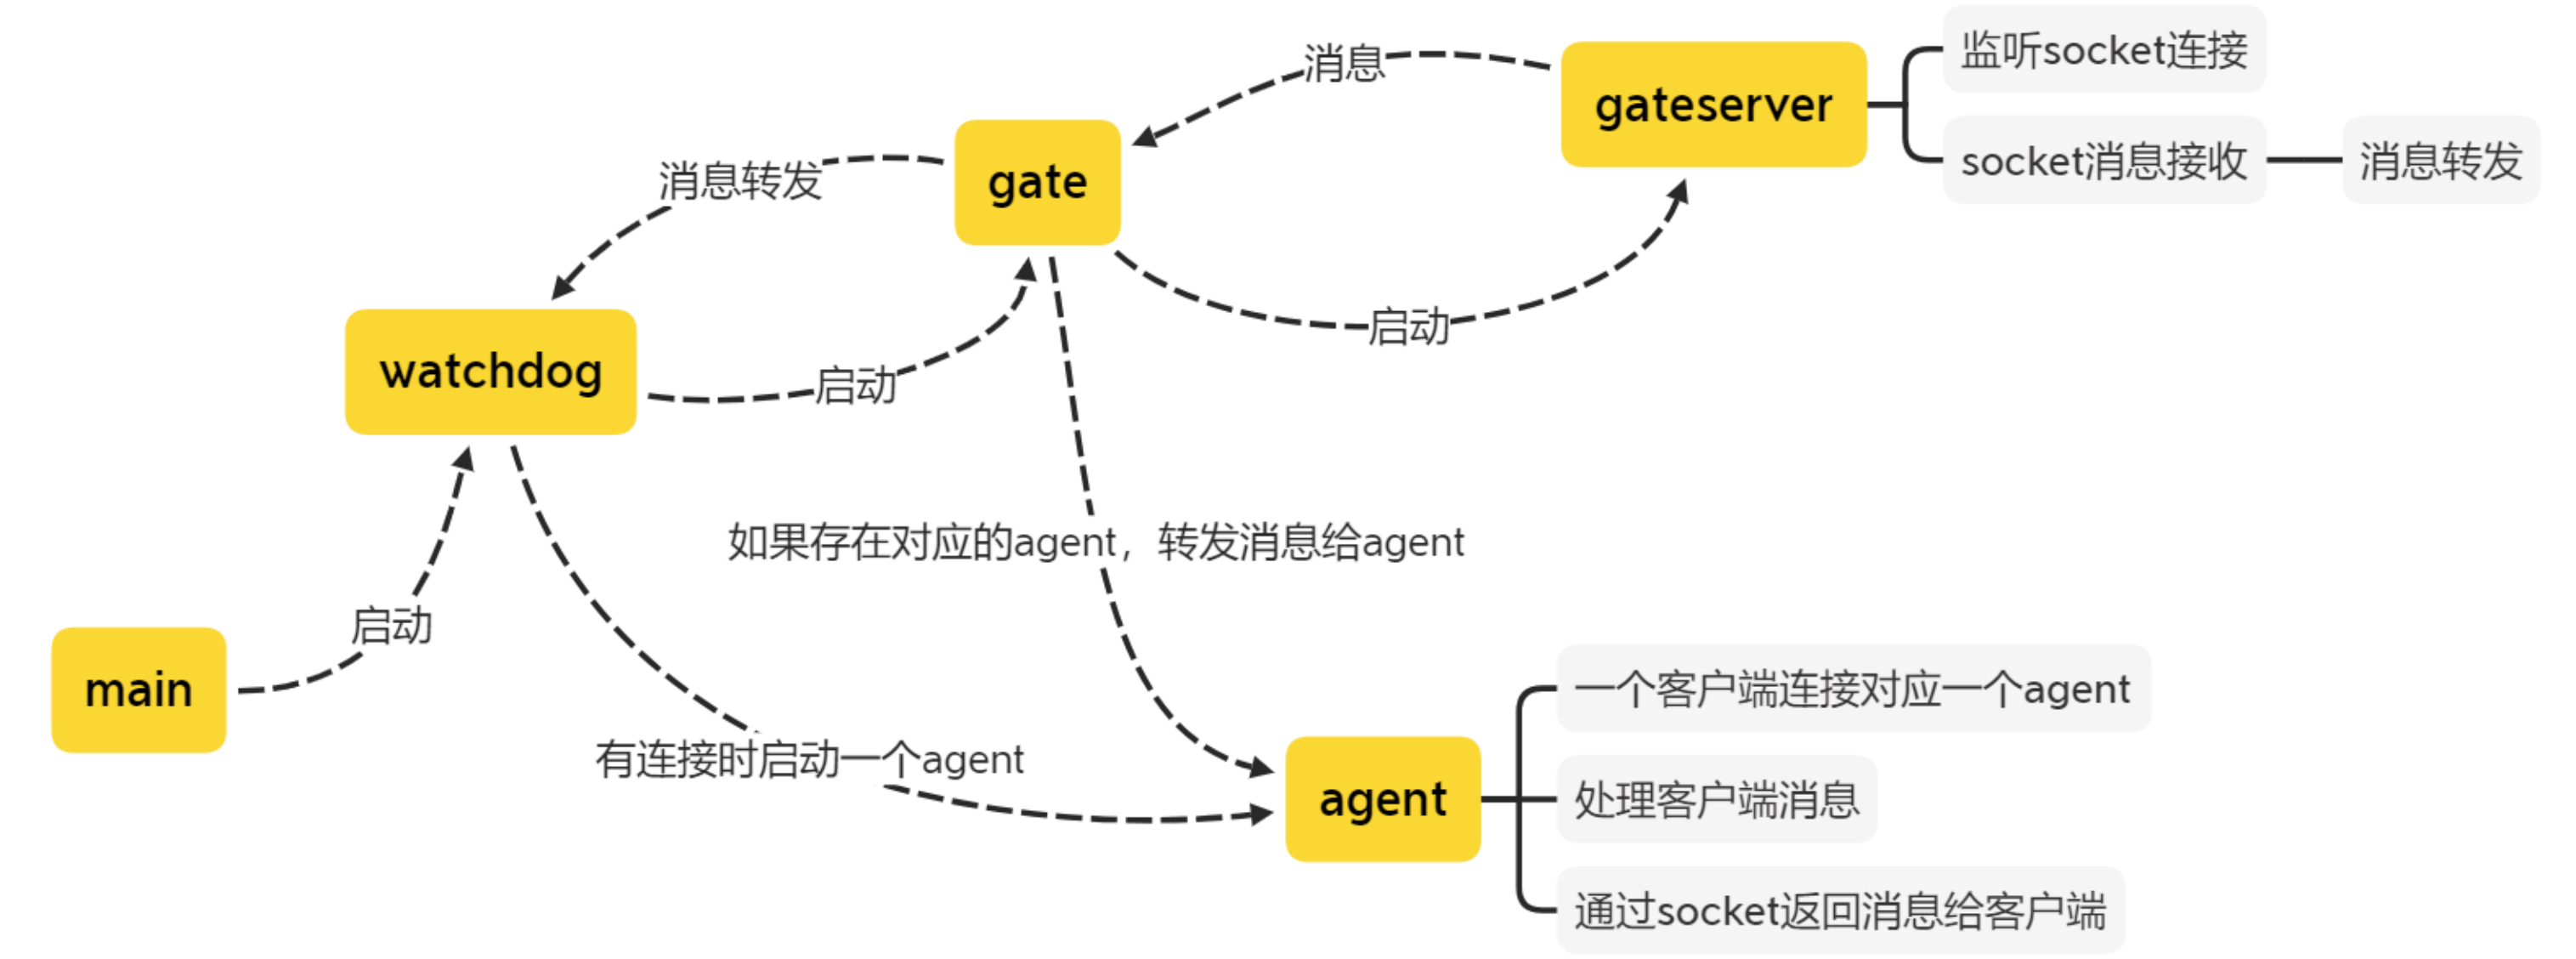 监听socket连接
消息
gateserver
socket消息接收
消息转发
消息转发
gate
启动
watchdog
启动
如果存在对应的agent，转发消息给agent
启动
main
一个客户端连接对应一个agent
有连接时启动一个agent
agent
处理客户端消息
通过socket返回消息给客户端